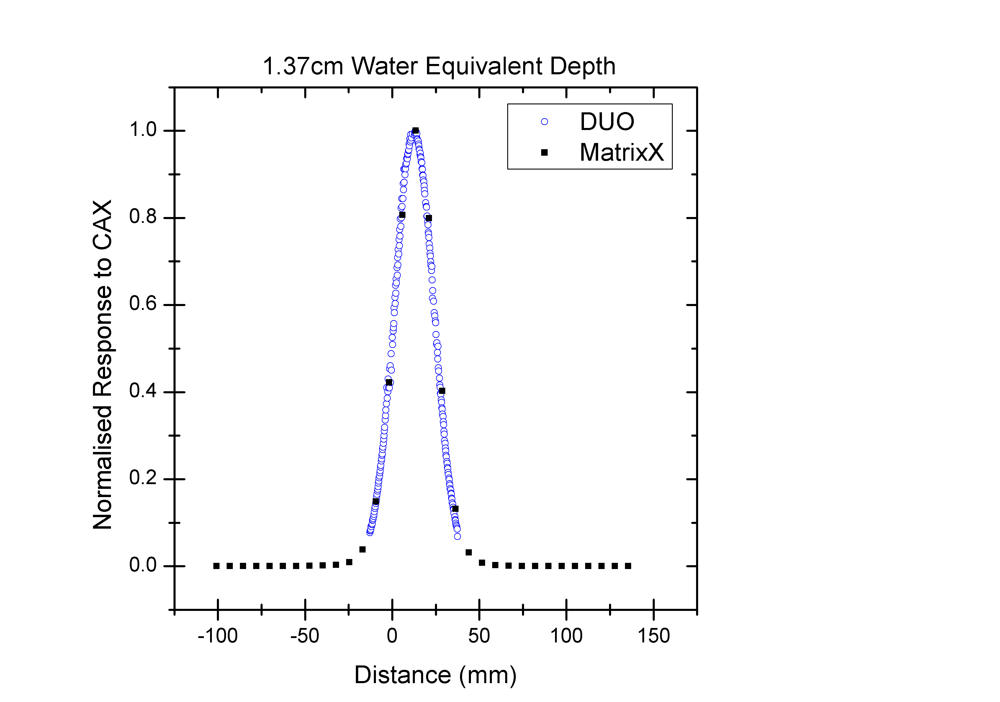 1.37cm Water Equivalent Depth
DUO
MatrixX
Normalised Response to CAX
1.0
0.8
0.6
0.4
0.2
0.0
-100 -50 0 50 100 150
Distance (mm)